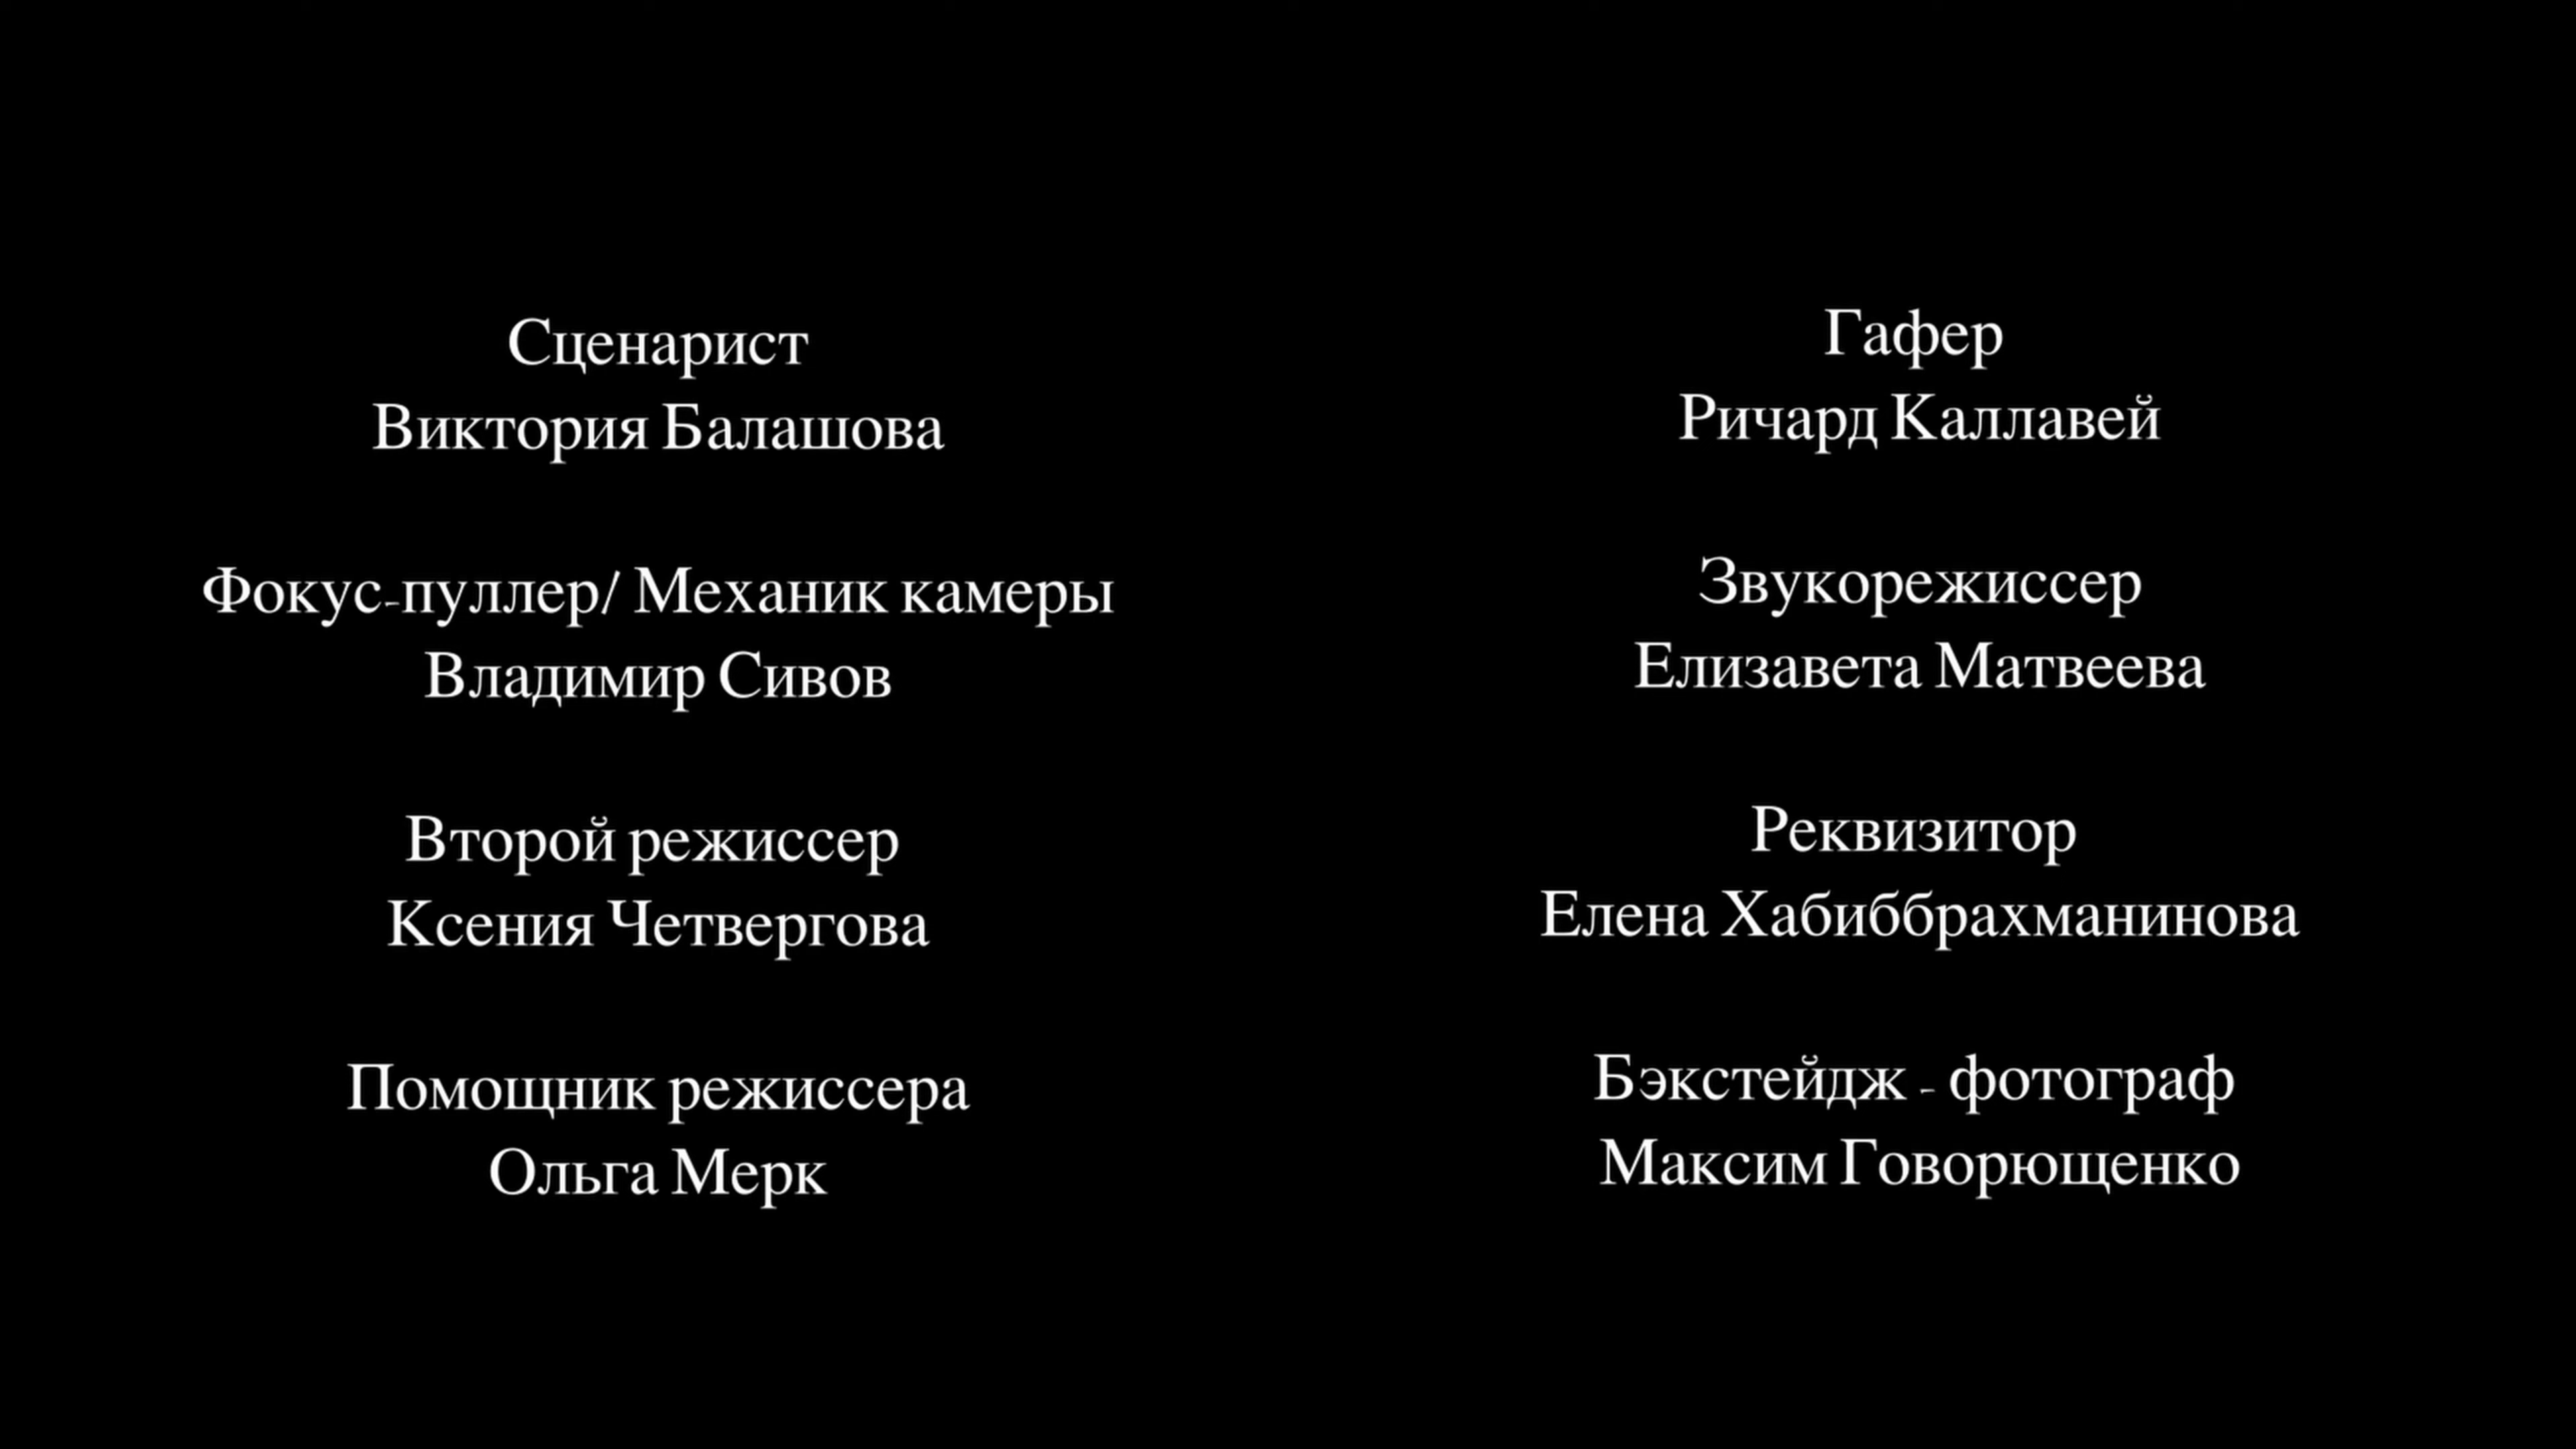 Сценарист
Виктория Балашова
Фокус-пуллер/ Механик камеры
Владимир Сивов
Второй режиссер
Ксения Четвергова
Помощник режиссера
Ольга Мерк
Гафер
Ричард Каллавей
Звукорежиссер
Елизавета Матвеева
Реквизитор
Елена Хабиббрахманинова
Бэкстейдж - фотограф
Максим Говорющенко